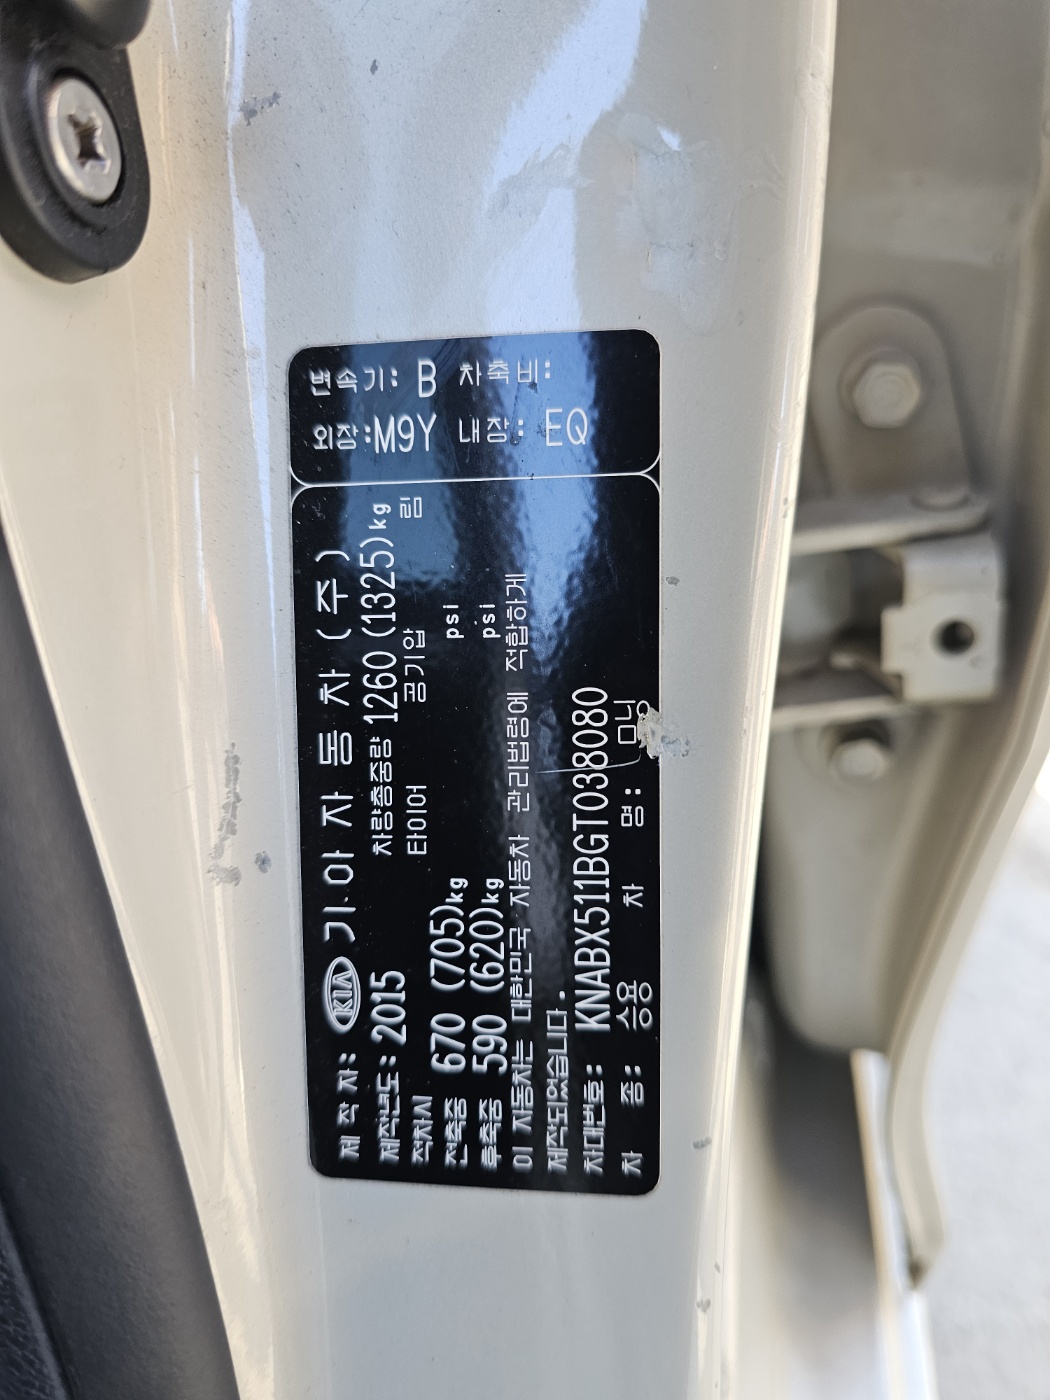 변속기: B 차축비:
외장:M9Y 내장: EQ
제 작 자: KIA 기 아 자 동 차 (주)
제작년도: 2015 차량총중량 1260 (1325)kg
적차시 타이어 공기압 림
전축중 670 (705)kg psi
후축중 590 (620)kg psi
이 자동차는 대한민국 자동차 관리법령에 적합하게
제작되었습니다.
차대번호: KNABX511BGT038080
차 종: 승용 차 명: 모닝